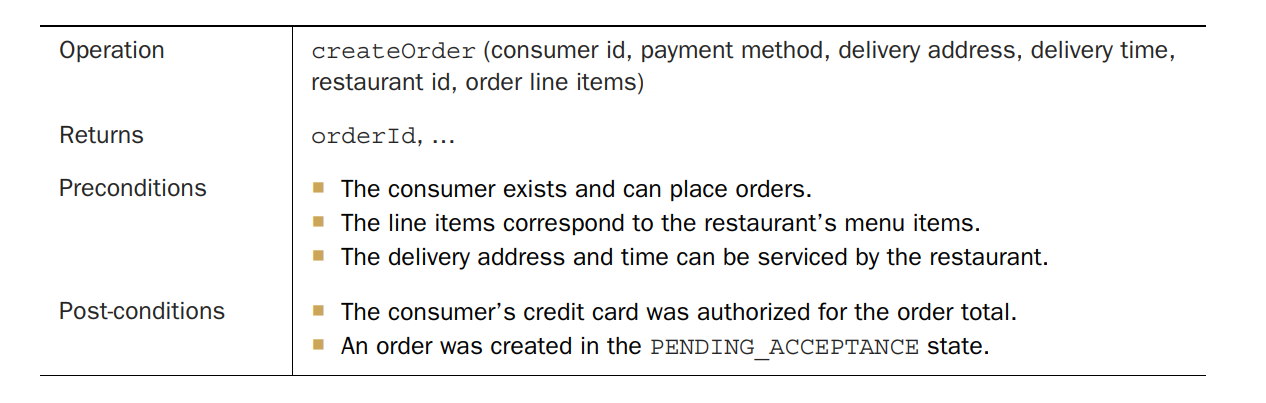 Operation
createOrder (consumer id, payment method, delivery address, delivery time,
restaurant id, order line items)
Returns
orderId, …
Preconditions
■ The consumer exists and can place orders.
■ The line items correspond to the restaurant’s menu items.
■ The delivery address and time can be serviced by the restaurant.
Post-conditions
■ The consumer’s credit card was authorized for the order total.
■ An order was created in the PENDING_ACCEPTANCE state.